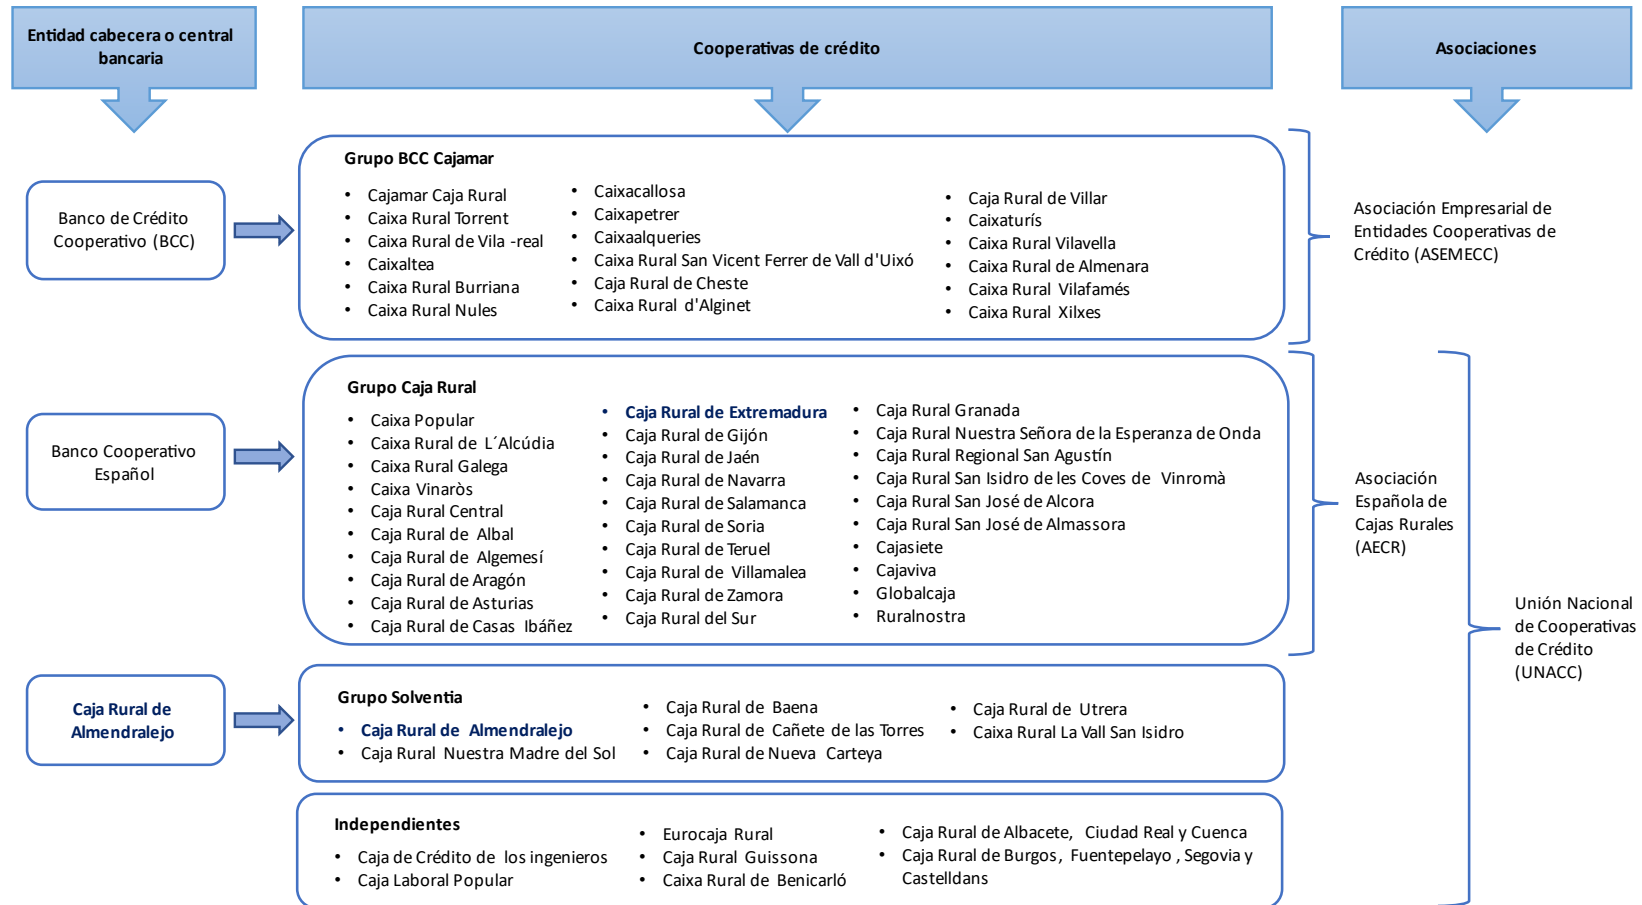 Entidad cabecera o central
bancaria
Cooperativas de crédito
Asociaciones
Banco de Crédito
Cooperativo (BCC)
Grupo BCC Cajamar
• Cajamar Caja Rural
• Caixa Rural Torrent
• Caixa Rural de Vila -real
• Caixaltea
• Caixa Rural Burriana
• Caixa Rural Nules
• Caixacallosa
• Caixapetrer
• Caixaalqueries
• Caixa Rural San Vicent Ferrer de Vall d'Uixó
• Caja Rural de Cheste
• Caixa Rural d'Alginet
• Caja Rural de Villar
• Caixaturís
• Caixa Rural Vilavella
• Caixa Rural de Almenara
• Caixa Rural Vilafamés
• Caixa Rural Xilxes
Asociación Empresarial de
Entidades Cooperativas de
Crédito (ASEMECC)
Banco Cooperativo
Español
Grupo Caja Rural
• Caixa Popular
• Caixa Rural de L´Alcúdia
• Caixa Rural Galega
• Caixa Vinaròs
• Caja Rural Central
• Caja Rural de Albal
• Caja Rural de Algemesí
• Caja Rural de Aragón
• Caja Rural de Asturias
• Caja Rural de Casas Ibáñez
• Caja Rural de Extremadura
• Caja Rural de Gijón
• Caja Rural de Jaén
• Caja Rural de Navarra
• Caja Rural de Salamanca
• Caja Rural de Soria
• Caja Rural de Teruel
• Caja Rural de Villamalea
• Caja Rural de Zamora
• Caja Rural del Sur
• Caja Rural Granada
• Caja Rural Nuestra Señora de la Esperanza de Onda
• Caja Rural Regional San Agustín
• Caja Rural San Isidro de les Coves de Vinromà
• Caja Rural San José de Alcora
• Caja Rural San José de Almassora
• Cajasiete
• Cajaviva
• Globalcaja
• Ruralnostra
Asociación
Española de
Cajas Rurales
(AECR)
Unión Nacional
de Cooperativas
de Crédito
(UNACC)
Caja Rural de
Almendralejo
Grupo Solventia
• Caja Rural de Almendralejo
• Caja Rural Nuestra Madre del Sol
• Caja Rural de Baena
• Caja Rural de Cañete de las Torres
• Caja Rural de Nueva Carteya
• Caja Rural de Utrera
• Caixa Rural La Vall San Isidro
Independientes
• Caja de Crédito de los ingenieros
• Caja Laboral Popular
• Eurocaja Rural
• Caja Rural Guissona
• Caixa Rural de Benicarló
• Caja Rural de Albacete, Ciudad Real y Cuenca
• Caja Rural de Burgos, Fuentepelayo , Segovia y
Castelldans